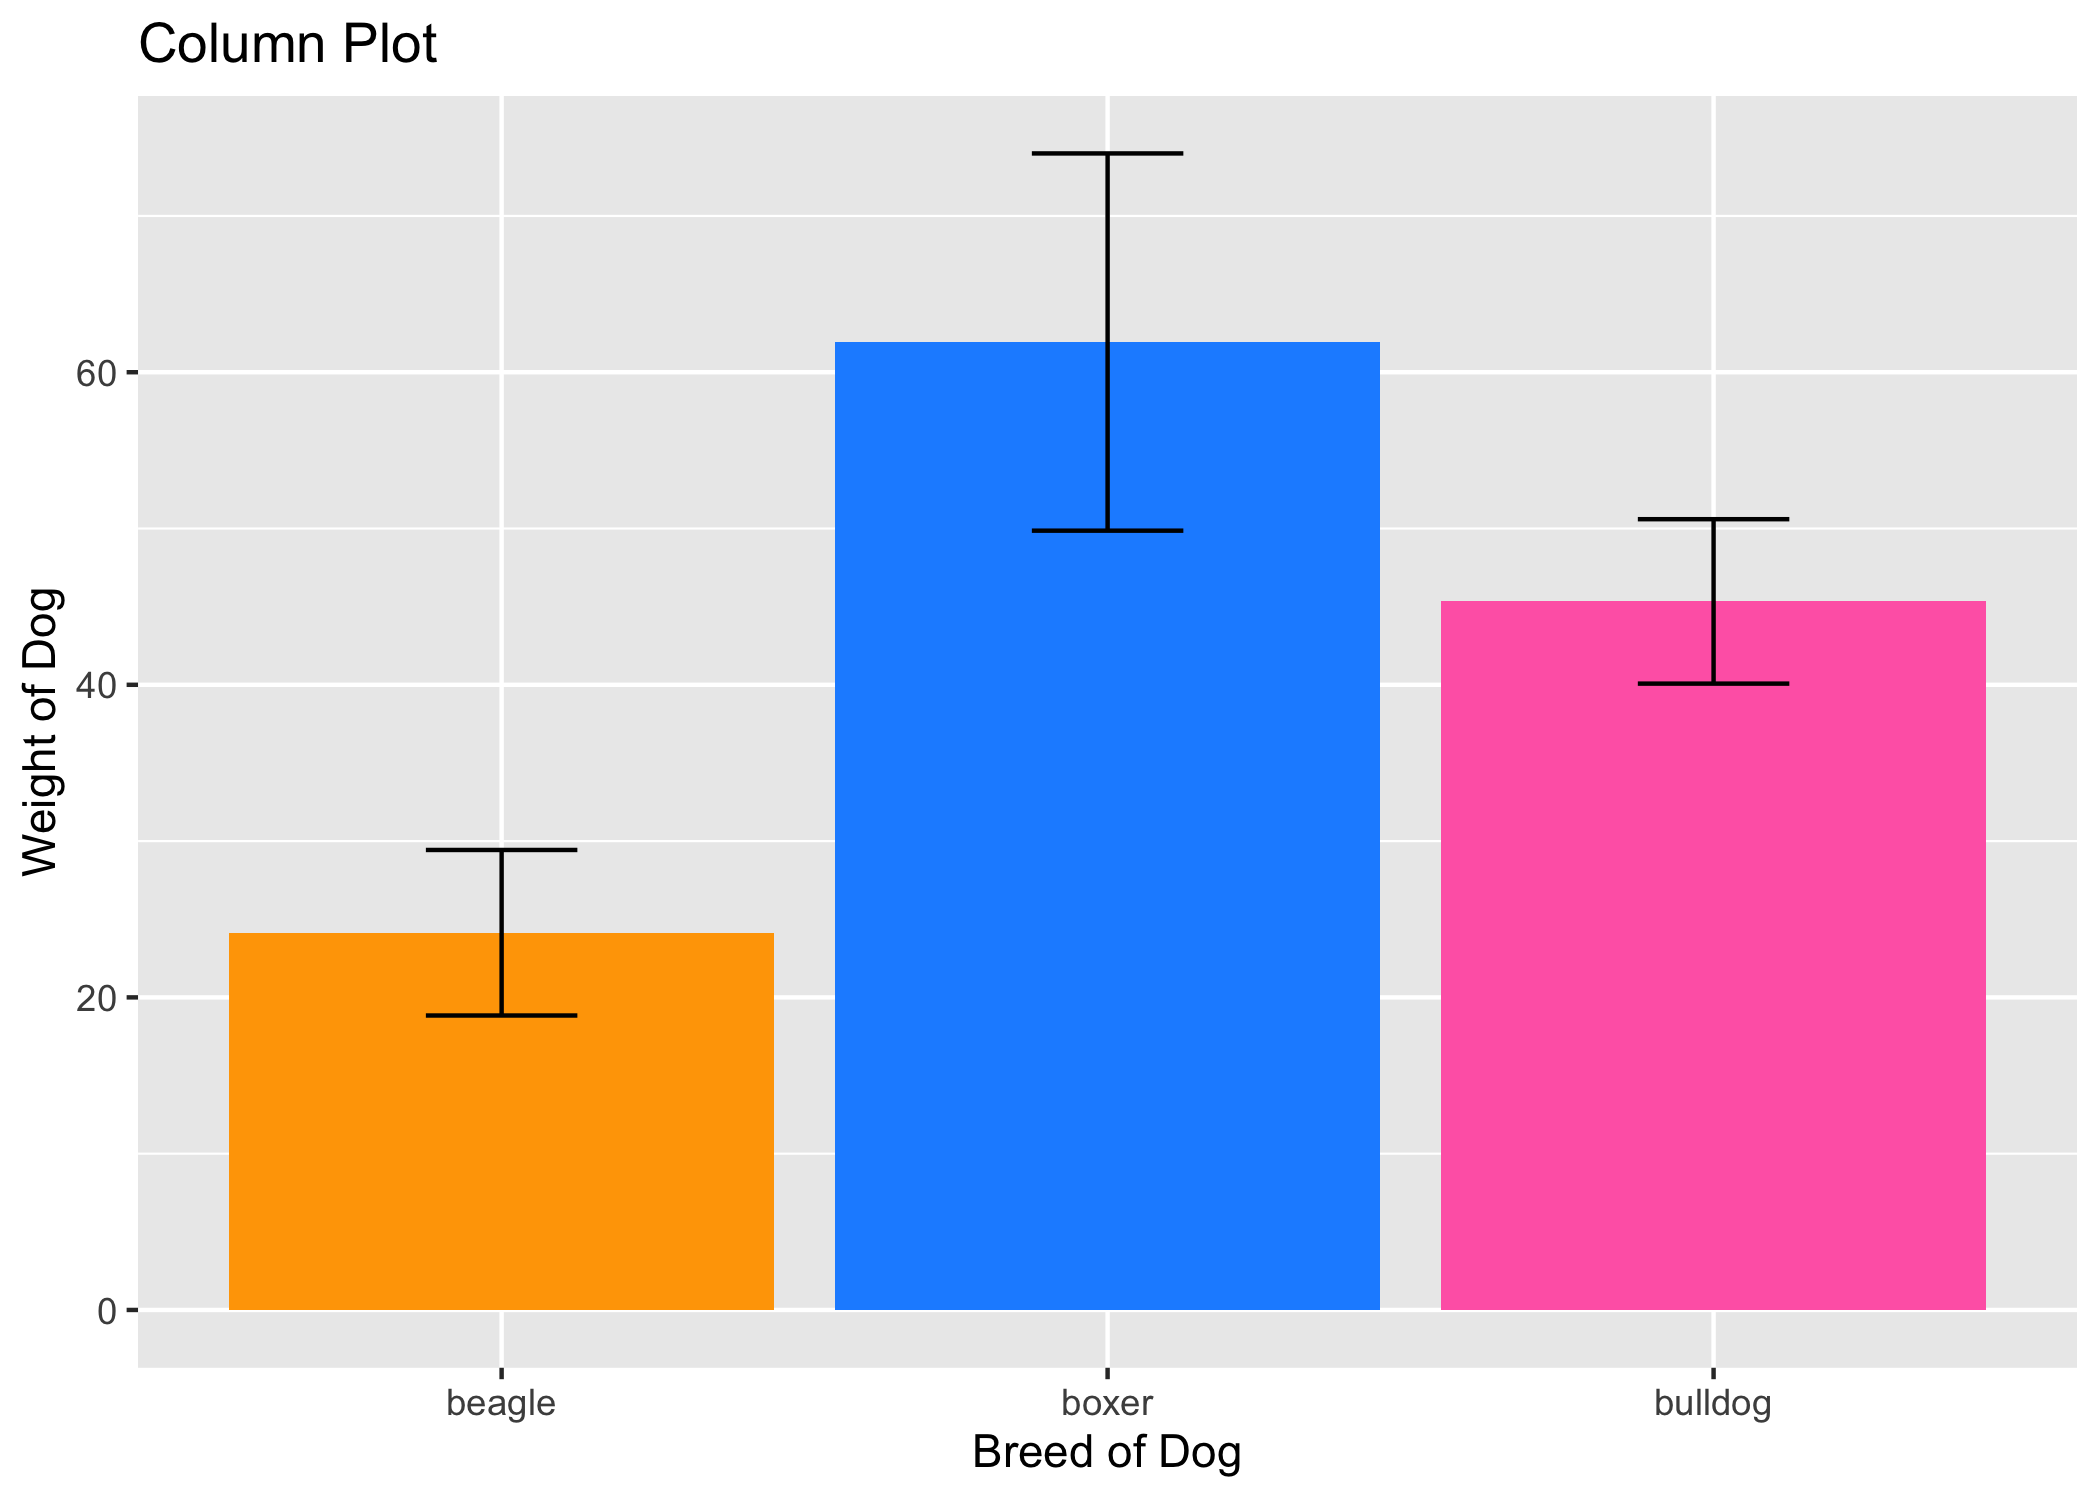 Column Plot
Weight of Dog
60
40
20
0
beagle
boxer
bulldog
Breed of Dog